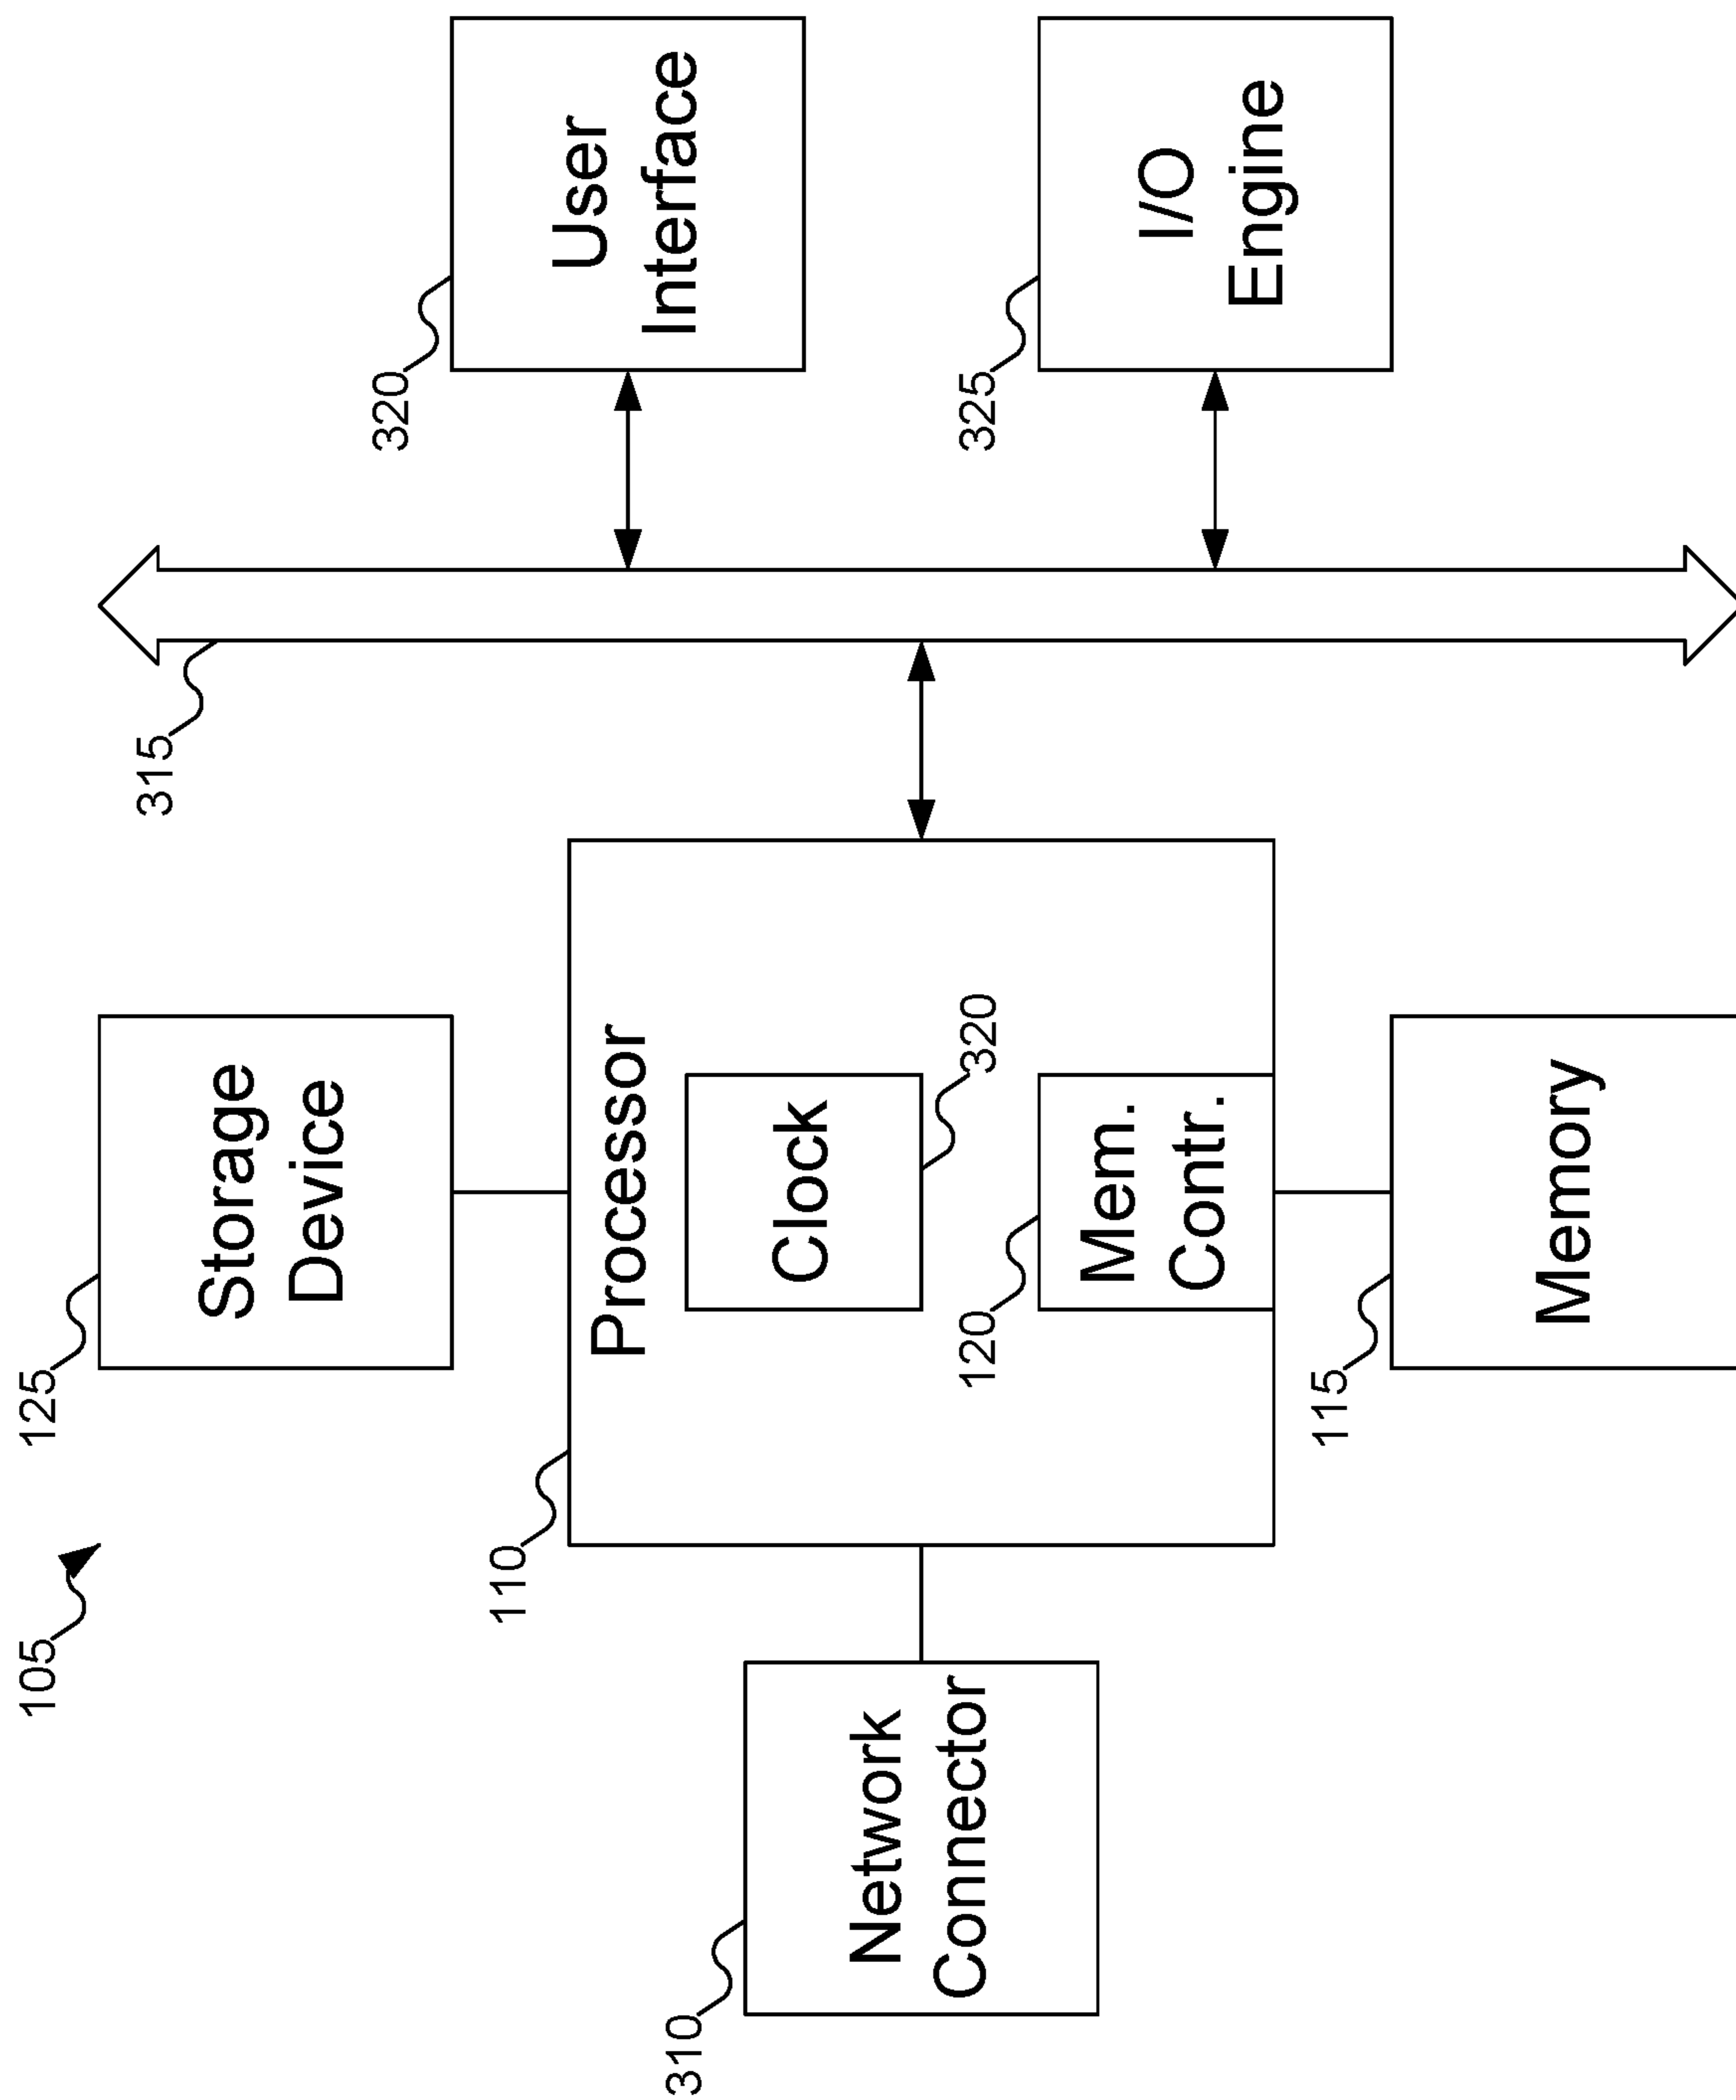 105
125
Storage
Device
315
320
User
Interface
110
Processor
310
Network
Connector
Clock
320
120
Mem.
Contr.
325
I/O
Engine
115
Memory